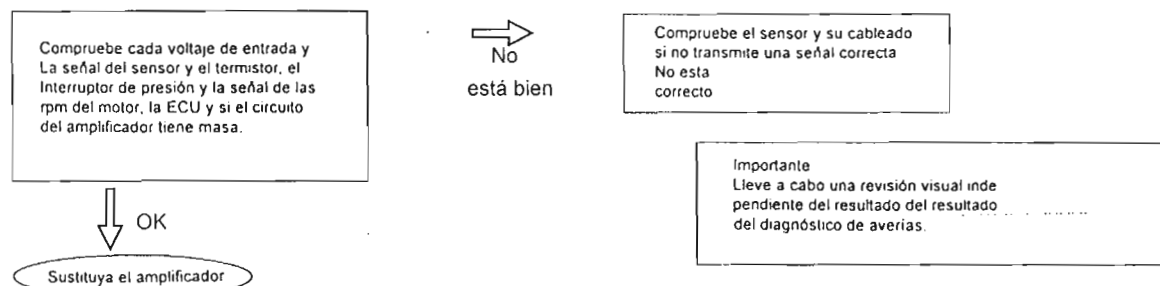 Compruebe cada voltaje de entrada y
La señal del sensor y el termistor, el
Interruptor de presión y la señal de las
rpm del motor, la ECU y si el circuito
del amplificador tiene masa.
No
está bien
Compruebe el sensor y su cableado
si no transmite una señal correcta
No esta
correcto
Importante
Lleve a cabo una revisión visual inde
pendiente del resultado del resultado
del diagnóstico de averías.
OK
Sustituya el amplificador